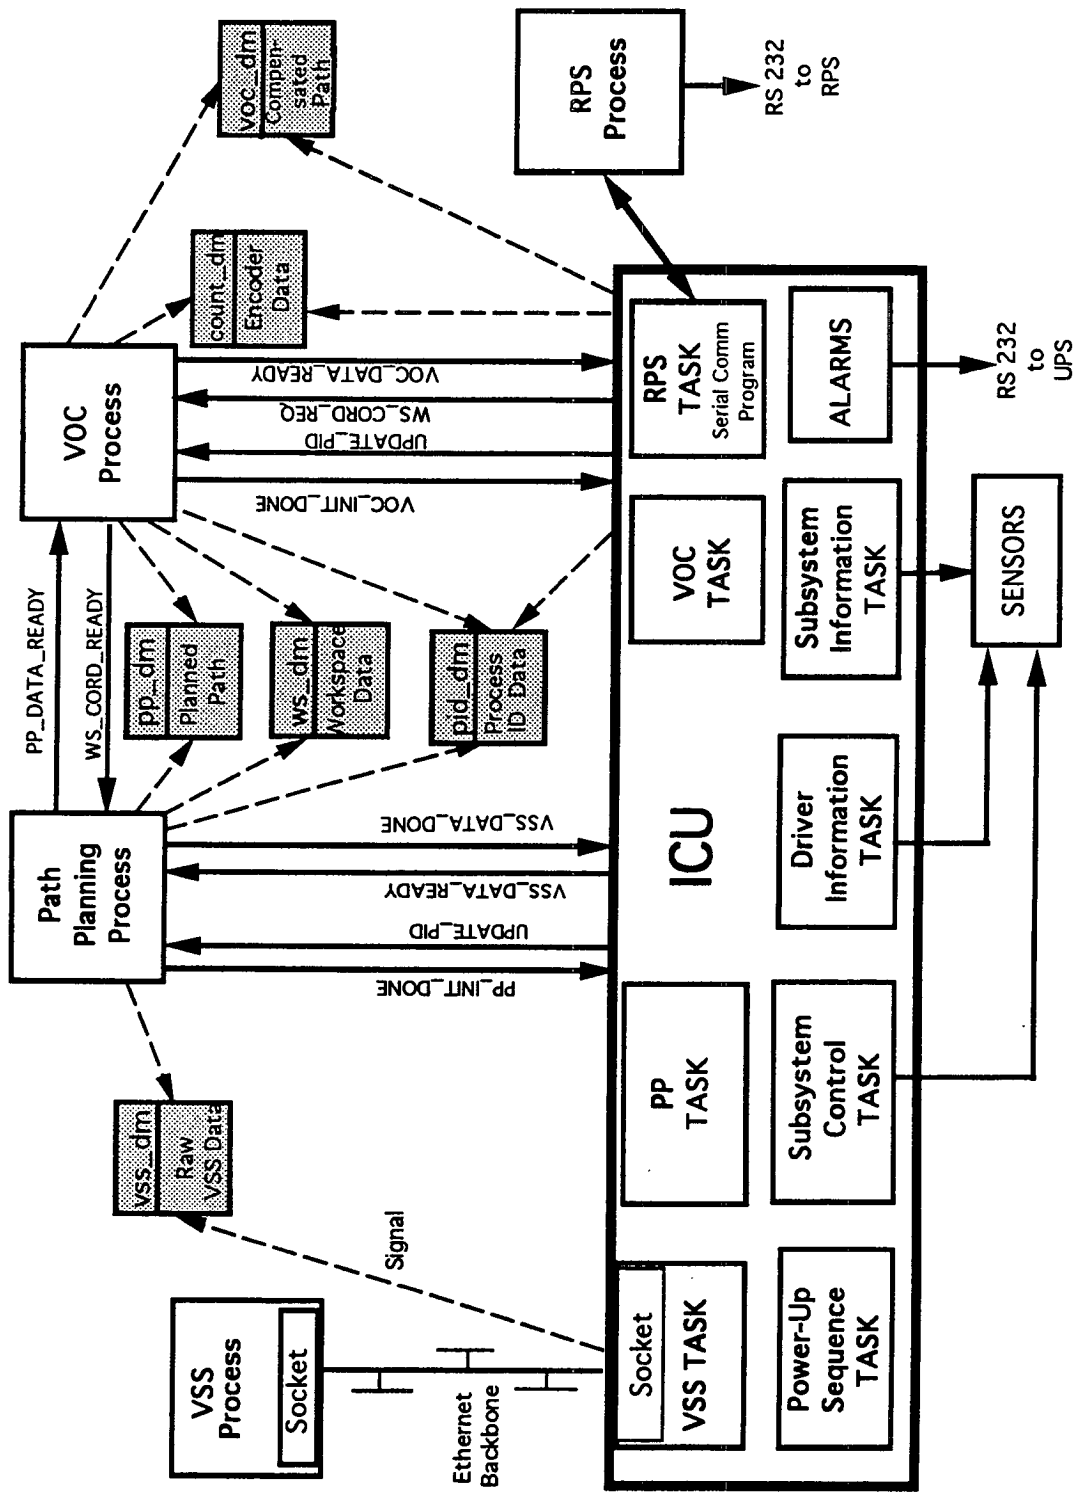 VSS
Process
Socket
Ethernet
Backbone
Signal
vss_dm
Raw
VSS Data
Path
Planning
Process
PP_DATA_READY
WS_CORD_READY
VOC
Process
pp_dm
Planned
Path
ws_dm
Workspace
Data
pid_dm
Process
ID Data
count_dm
Encoder
Data
voc_dm
Compen-
sated
Path
PP_INIT_DONE
UPDATE_PID
VSS_DATA_READY
VSS_DATA_DONE
VOC_INIT_DONE
UPDATE_PID
WS_CORD_REQ
VOC_DATA_READY
RPS
Process
RS 232
to
RPS
ICU
Socket
VSS TASK
PP
TASK
VOC
TASK
RPS
TASK
Serial Comm
Program
Power-Up
Sequence
TASK
Subsystem
Control
TASK
Driver
Information
TASK
Subsystem
Information
TASK
ALARMS
SENSORS
RS 232
to
UPS